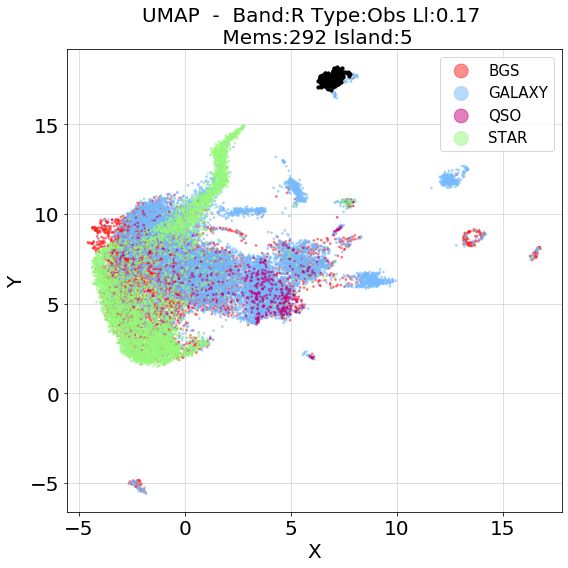 UMAP  -  Band:R Type:Obs Ll:0.17
Mems:292 Island:5
BGS
GALAXY
QSO
STAR
15
10
5
0
−5
Y
−5 0 5 10 15
X